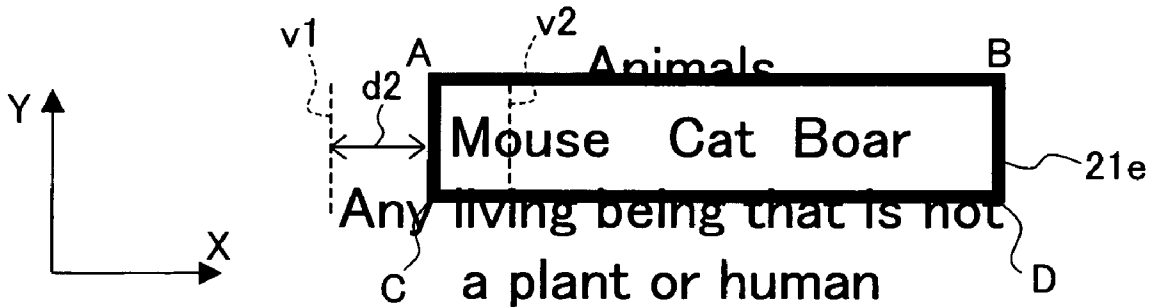 v1 A v2 Animals B
Y d2
Mouse Cat Boar
21e
Any living being that is not
X
C a plant or human D